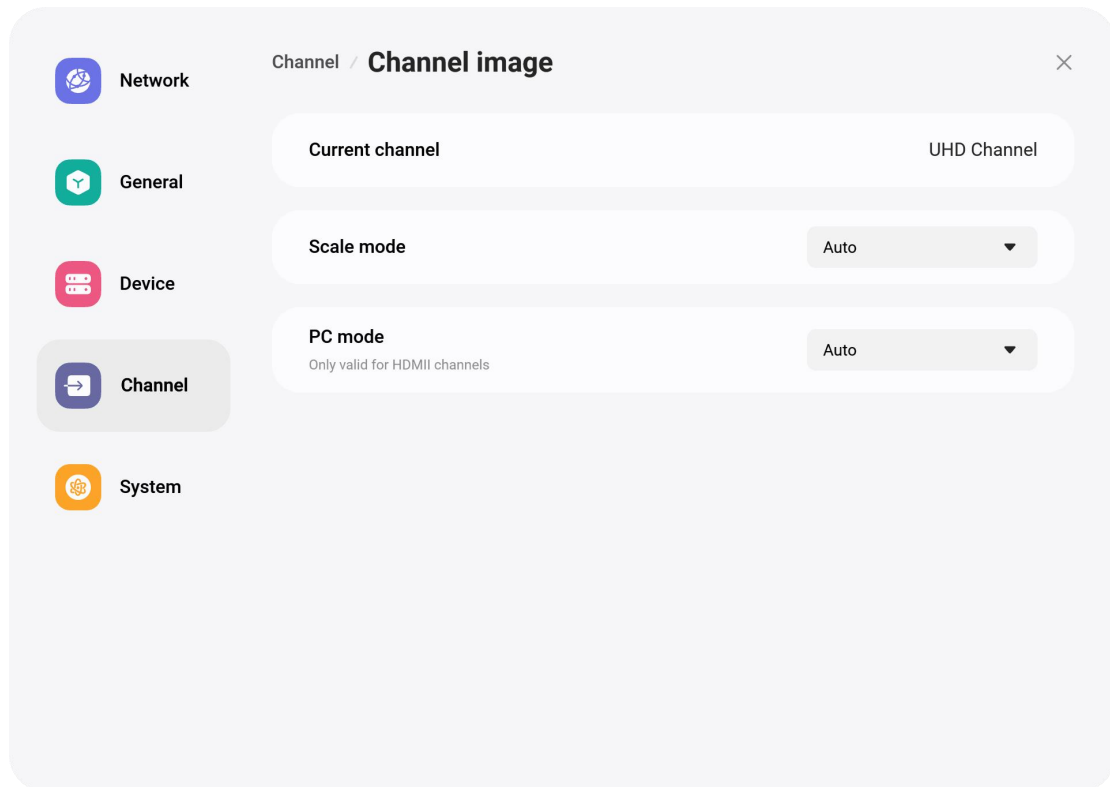 Network
General
Device
Channel
System
Channel / Channel image
Current channel
UHD Channel
Scale mode
Auto
PC mode
Only valid for HDMII channels
Auto